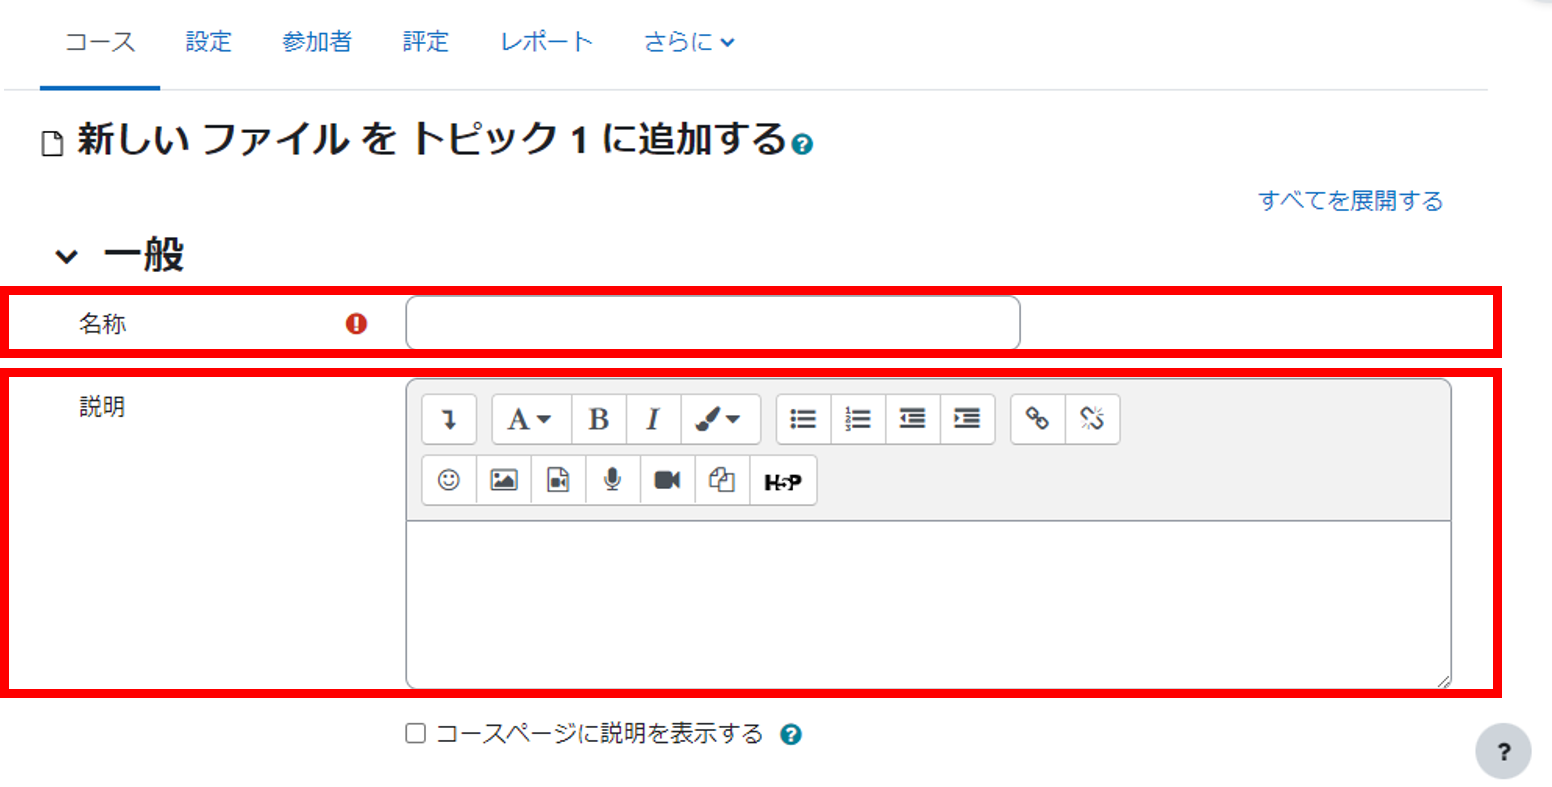 コース 設定 参加者 評定 レポート さらに
新しい ファイル を トピック 1 に追加する ?
すべてを展開する
一般
名称 !
説明
A B I 1 2 3
H5P
コースページに説明を表示する ?
?